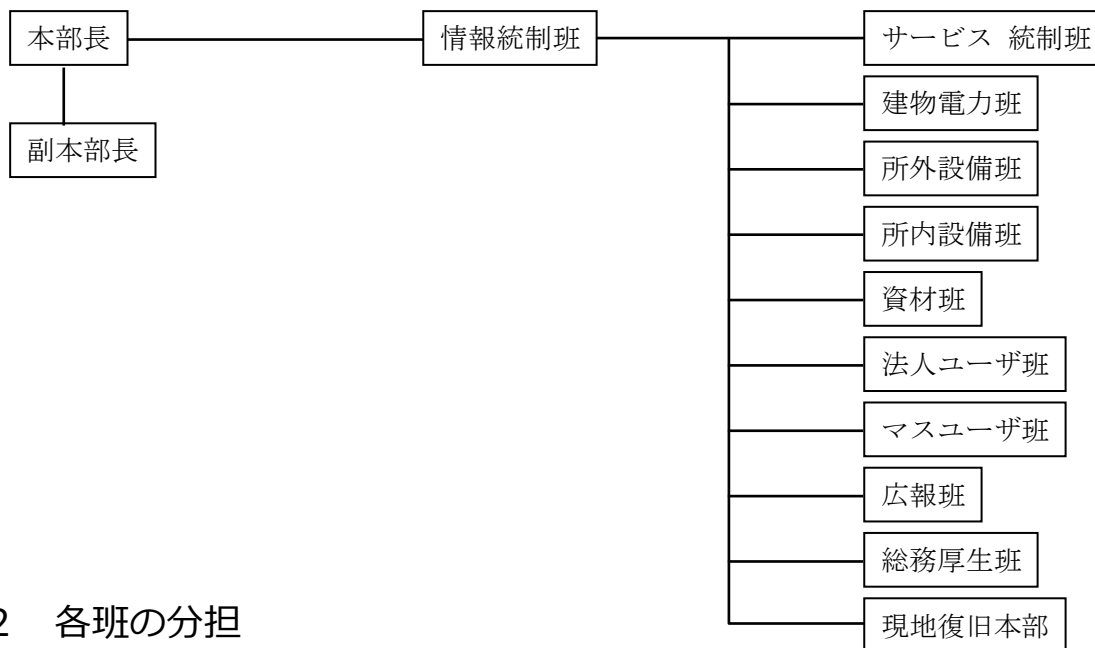 本部長
情報統制班
サービス 統制班
建物電力班
副本部長
所外設備班
所内設備班
資材班
法人ユーザ班
マスユーザ班
広報班
総務厚生班
現地復旧本部
2 各班の分担